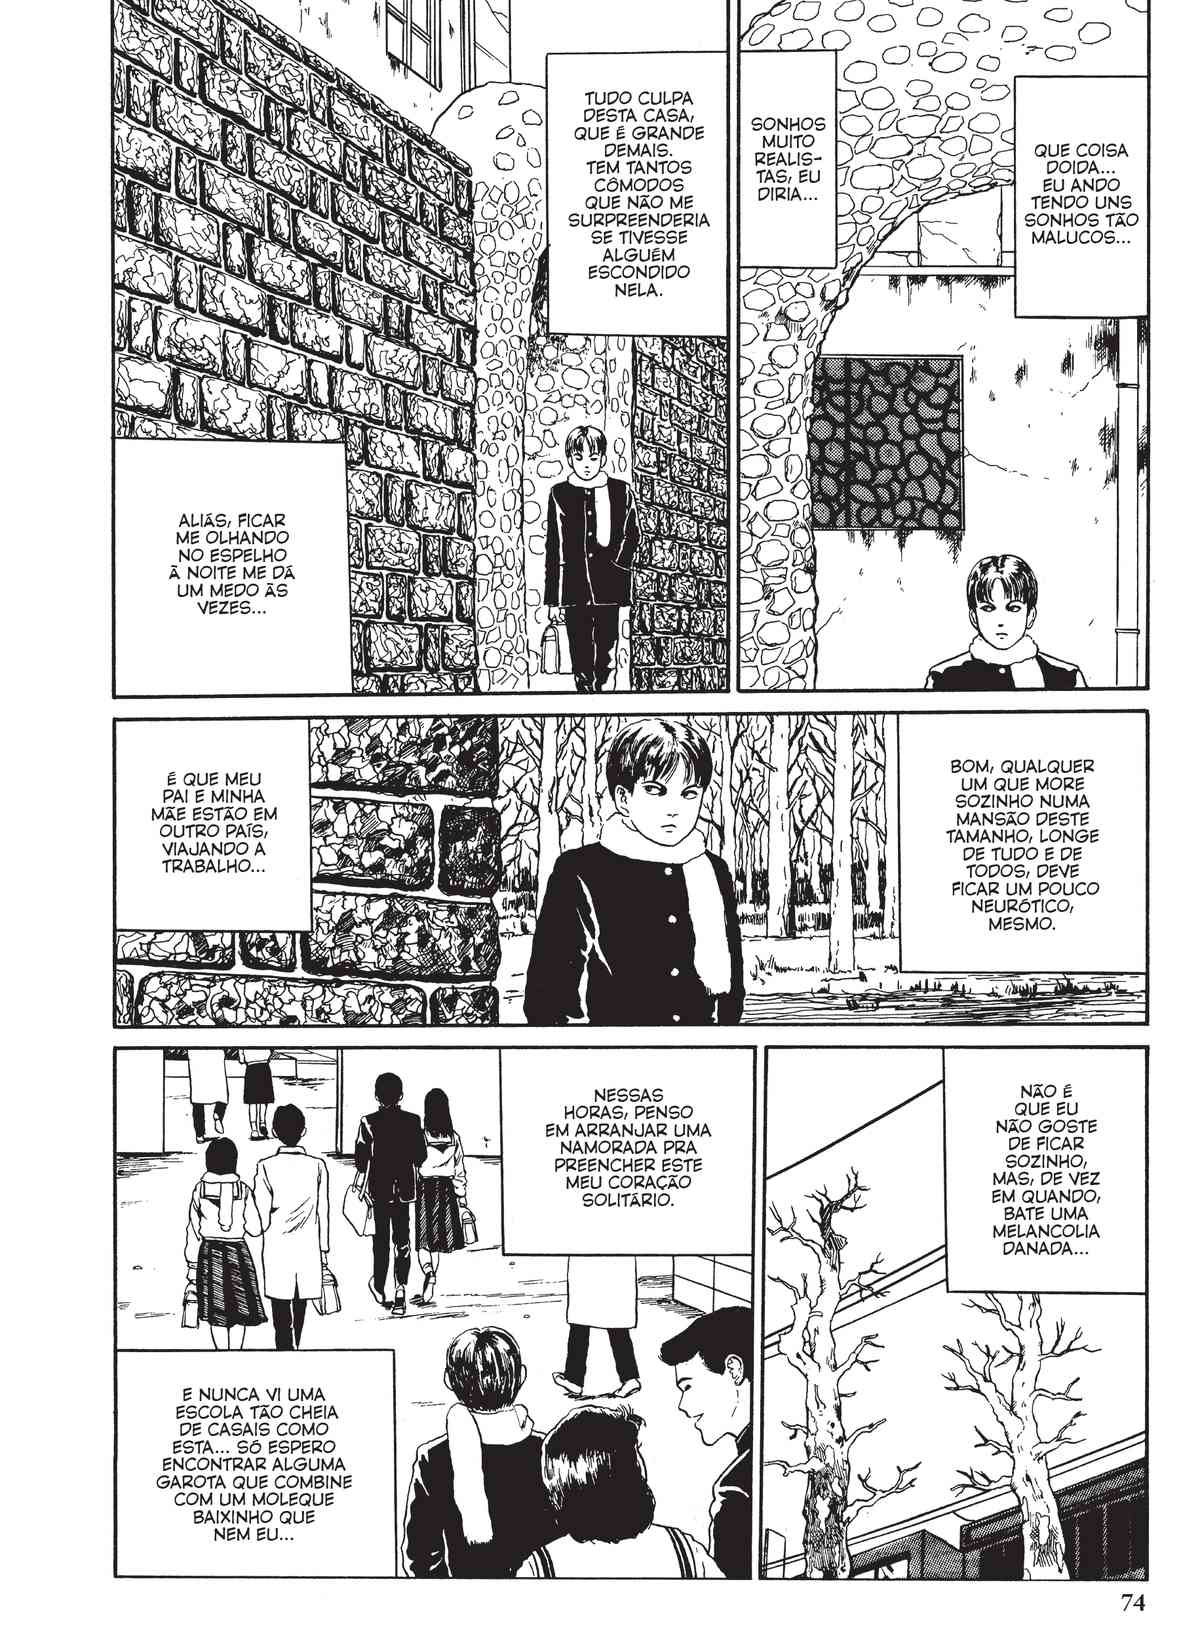 QUE COISA
DOIDA...
EU ANDO
TENDO UNS
SONHOS TÃO
MALUCOS...
SONHOS
MUITO
REALIS-
TAS, EU
DIRIA...
TUDO CULPA
DESTA CASA,
QUE É GRANDE
DEMAIS.
TEM TANTOS
CÔMODOS
QUE NÃO ME
SURPREENDERIA
SE TIVESSE
ALGUÉM
ESCONDIDO
NELA.
ALIÁS, FICAR
ME OLHANDO
NO ESPELHO
À NOITE ME DÁ
UM MEDO ÀS
VEZES...
BOM, QUALQUER
UM QUE MORE
SOZINHO NUMA
MANSÃO DESTE
TAMANHO, LONGE
DE TUDO E DE
TODOS, DEVE
FICAR UM POUCO
NEURÓTICO,
MESMO.
É QUE MEU
PAI E MINHA
MÃE ESTÃO EM
OUTRO PAÍS,
VIAJANDO A
TRABALHO...
NÃO É
QUE EU
NÃO GOSTE
DE FICAR
SOZINHO,
MAS, DE VEZ
EM QUANDO,
BATE UMA
MELANCOLIA
DANADA...
NESSAS
HORAS, PENSO
EM ARRANJAR UMA
NAMORADA PRA
PREENCHER ESTE
MEU CORAÇÃO
SOLITÁRIO.
E NUNCA VI UMA
ESCOLA TÃO CHEIA
DE CASAIS COMO
ESTA... SÓ ESPERO
ENCONTRAR ALGUMA
GAROTA QUE COMBINE
COM UM MOLEQUE
BAIXINHO QUE
NEM EU...
74